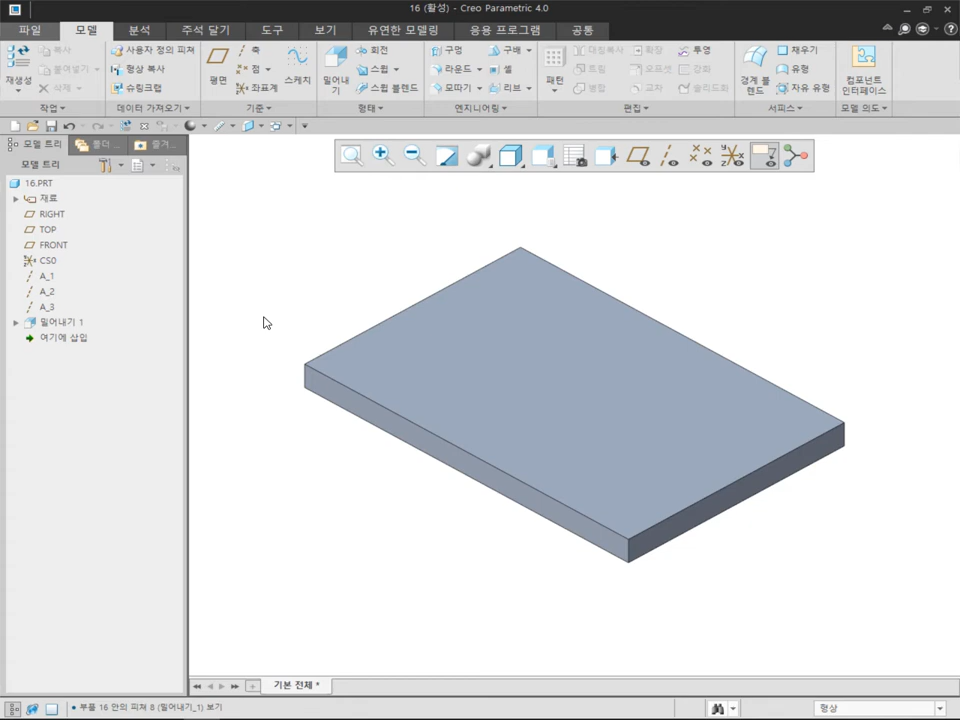 16 (활성) - Creo Parametric 4.0
파일 모델 분석 주석 달기 도구 보기 유연한 모델링 응용 프로그램 공통
재생성 복사 붙여넣기 삭제
작업
사용자 정의 피쳐 형상 복사 슈링크랩
데이터 가져오기
평면 축 점 좌표계 스케치
기준
밀어내기 회전 스윕 스윕 블렌드
형태
구멍 라운드 모따기 구배 쉘 리브
엔지니어링
패턴 대칭복사 트림 병합 확장 오프셋 교차 투영 강화 솔리드화
편집
경계 블렌드 채우기 유형 자유 유형
서피스
컴포넌트 인터페이스
모델 의도
모델 트리 폴더 ... 즐겨...
모델 트리
16.PRT
재료
RIGHT
TOP
FRONT
CS0
A_1
A_2
A_3
밀어내기 1
여기에 삽입
기본 전체 *
• 부품 16 안의 피쳐 8 (밀어내기_1) 보기
형상